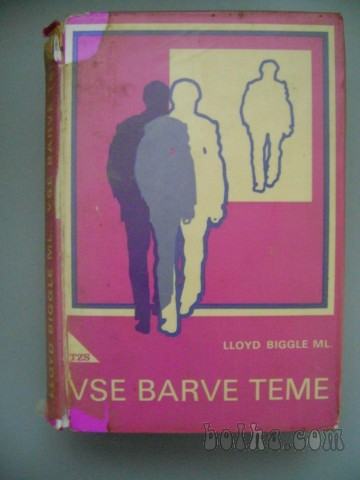 LLOYD BIGGLE ML. VSE BARVE TEME
TZS
LLOYD BIGGLE ML.
VSE BARVE TEME
bolha.com